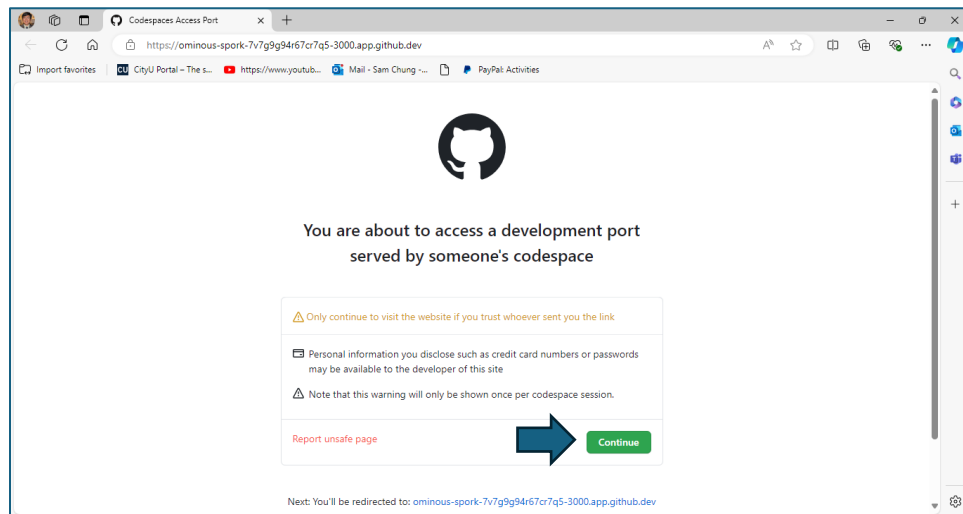 Codespaces Access Port
https://ominous-spork-7v7g9g94r67cr7q5-3000.app.github.dev
Import favorites
CU CityU Portal – The s...
https://www.youtub...
Mail - Sam Chung -...
PayPal: Activities
You are about to access a development port
served by someone's codespace
Only continue to visit the website if you trust whoever sent you the link
Personal information you disclose such as credit card numbers or passwords
may be available to the developer of this site
Note that this warning will only be shown once per codespace session.
Report unsafe page
Continue
Next: You'll be redirected to: ominous-spork-7v7g9g94r67cr7q5-3000.app.github.dev